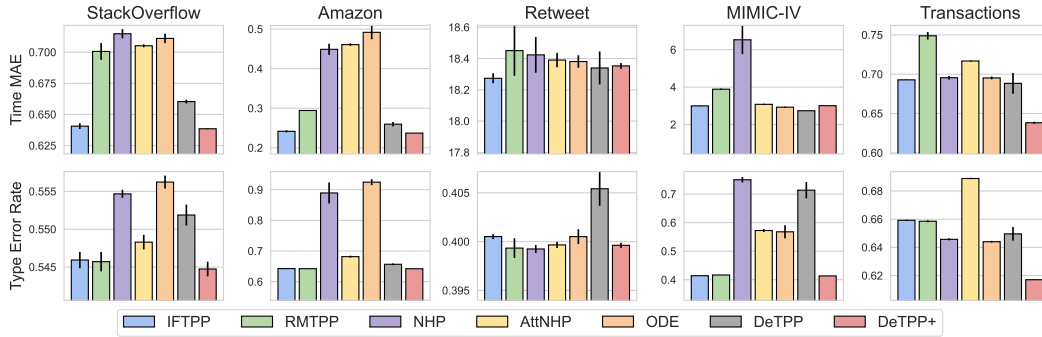 StackOverflow Amazon Retweet MIMIC-IV Transactions
Time MAE
0.700 0.675 0.650 0.625
0.5 0.4 0.3 0.2
18.6 18.4 18.2 18.0 17.8
6 4 2
0.75 0.70 0.65 0.60
Type Error Rate
0.555 0.550 0.545
0.9 0.8 0.7 0.6
0.405 0.400 0.395
0.7 0.6 0.5 0.4
0.68 0.66 0.64 0.62
IFTPP RMTPP NHP AttNHP ODE DeTPP DeTPP+